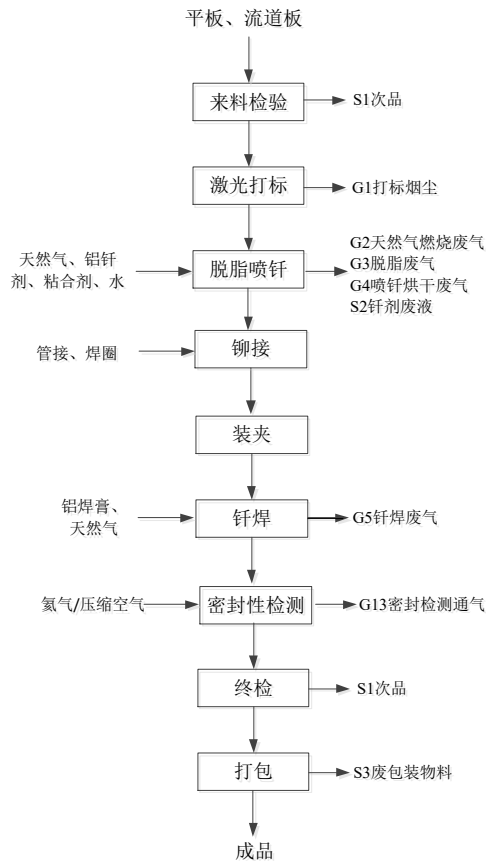 平板、流道板
来料检验
S1次品
激光打标
G1打标烟尘
天然气、铝钎
剂、粘合剂、水
脱脂喷钎
G2天然气燃烧废气
G3脱脂废气
G4喷钎烘干废气
S2钎剂废液
管接、焊圈
铆接
装夹
铝焊膏、
天然气
钎焊
G5钎焊废气
氦气/压缩空气
密封性检测
G13密封检测通气
终检
S1次品
打包
S3废包装物料
成品